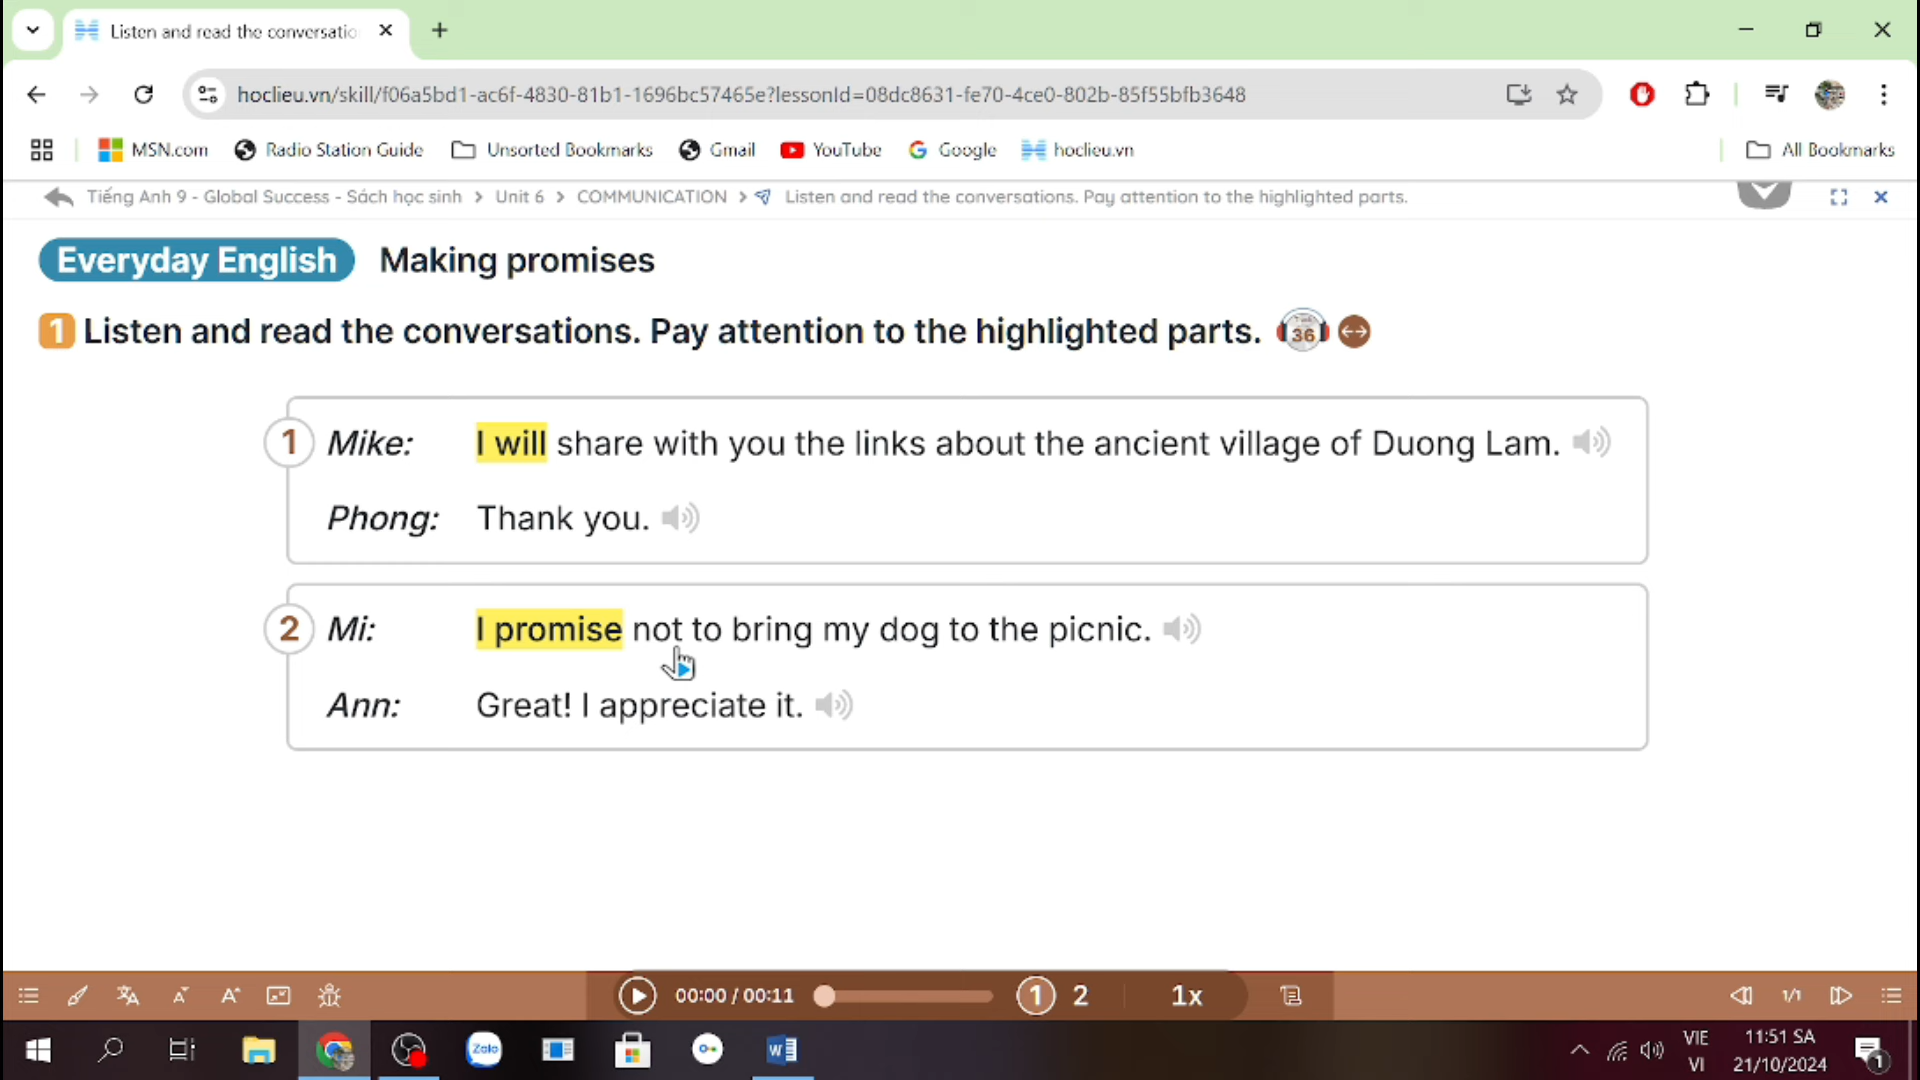 Listen and read the conversatio
hoclieu.vn/skill/f06a5bd1-ac6f-4830-81b1-1696bc57465e?lessonId=08dc8631-fe70-4ce0-802b-85f55bfb3648
MSN.com Radio Station Guide Unsorted Bookmarks Gmail YouTube Google hoclieu.vn All Bookmarks
Tiếng Anh 9 - Global Success - Sách học sinh > Unit 6 > COMMUNICATION > Listen and read the conversations. Pay attention to the highlighted parts.
Everyday English Making promises
1 Listen and read the conversations. Pay attention to the highlighted parts. 36
1 Mike: I will share with you the links about the ancient village of Duong Lam.
Phong: Thank you.
2 Mi: I promise not to bring my dog to the picnic.
Ann: Great! I appreciate it.
00:00 / 00:11 1 2 1x 1/1
Zalo W VIE 11:51 SA
VI 21/10/2024 1